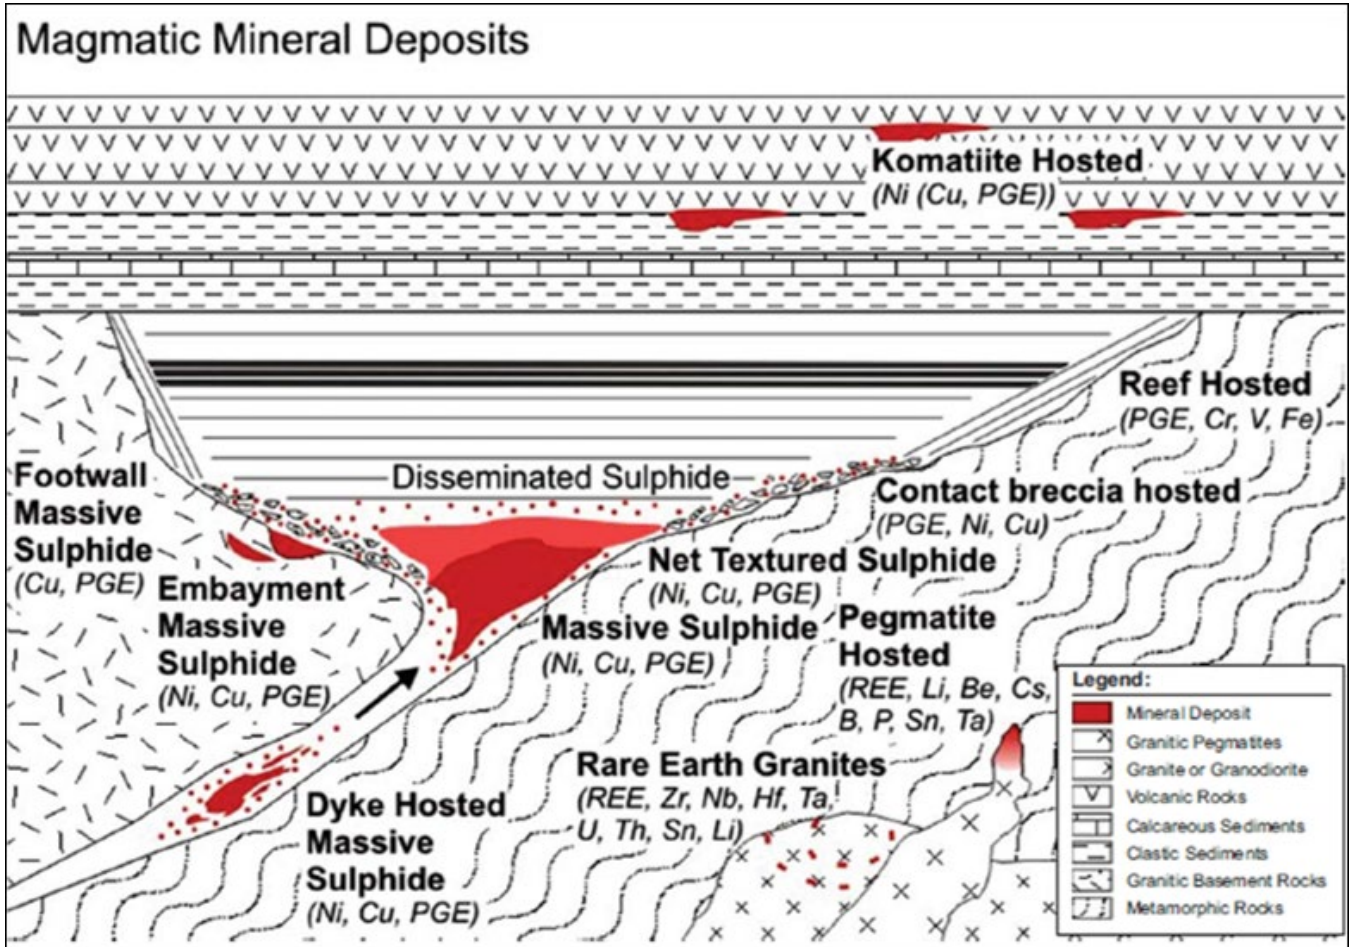 Magmatic Mineral Deposits
Komatiite Hosted
(Ni (Cu, PGE))
Reef Hosted
(PGE, Cr, V, Fe)
Disseminated Sulphide
Footwall
Massive
Sulphide
(Cu, PGE)
Contact breccia hosted
(PGE, Ni, Cu)
Net Textured Sulphide
(Ni, Cu, PGE)
Embayment
Massive
Sulphide
(Ni, Cu, PGE)
Massive Sulphide
(Ni, Cu, PGE)
Pegmatite
Hosted
(REE, Li, Be, Cs,
B, P, Sn, Ta)
Rare Earth Granites
(REE, Zr, Nb, Hf, Ta,
U, Th, Sn, Li)
Dyke Hosted
Massive
Sulphide
(Ni, Cu, PGE)
Legend:
Mineral Deposit
Granitic Pegmatites
Granite or Granodiorite
Volcanic Rocks
Calcareous Sediments
Clastic Sediments
Granitic Basement Rocks
Metamorphic Rocks